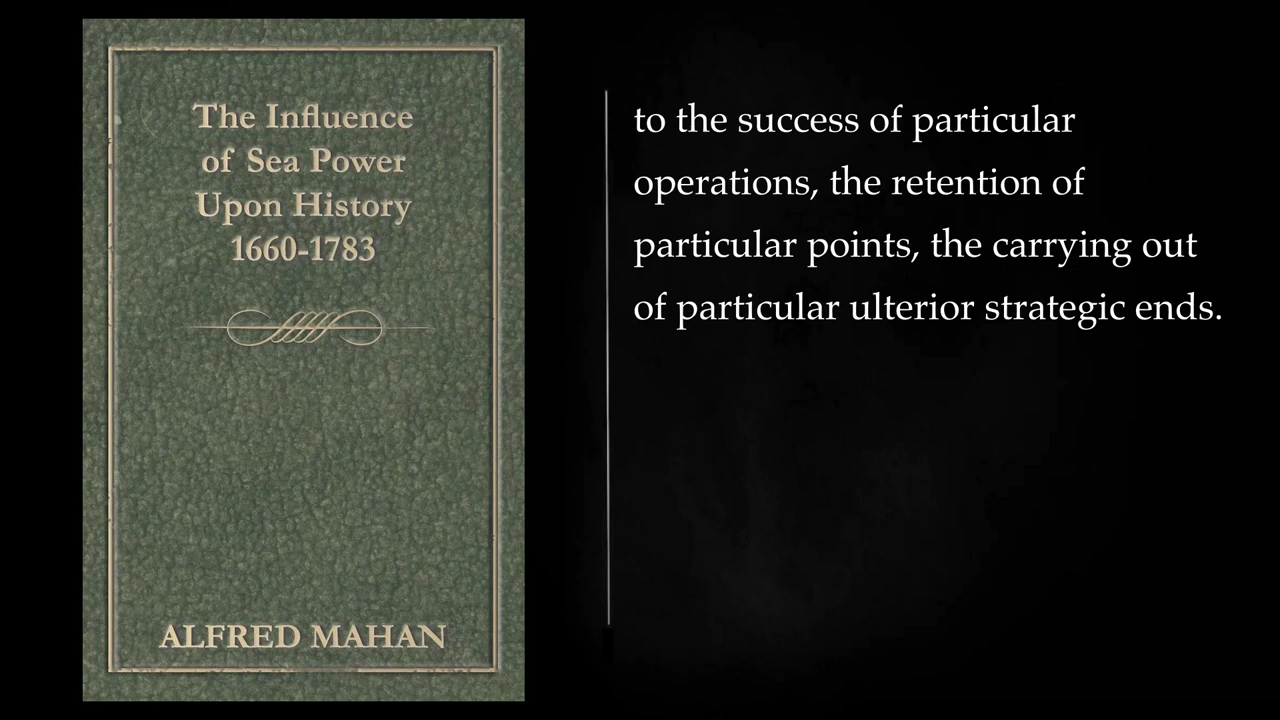 The Influence
of Sea Power
Upon History
1660-1783
ALFRED MAHAN
to the success of particular
operations, the retention of
particular points, the carrying out
of particular ulterior strategic ends.